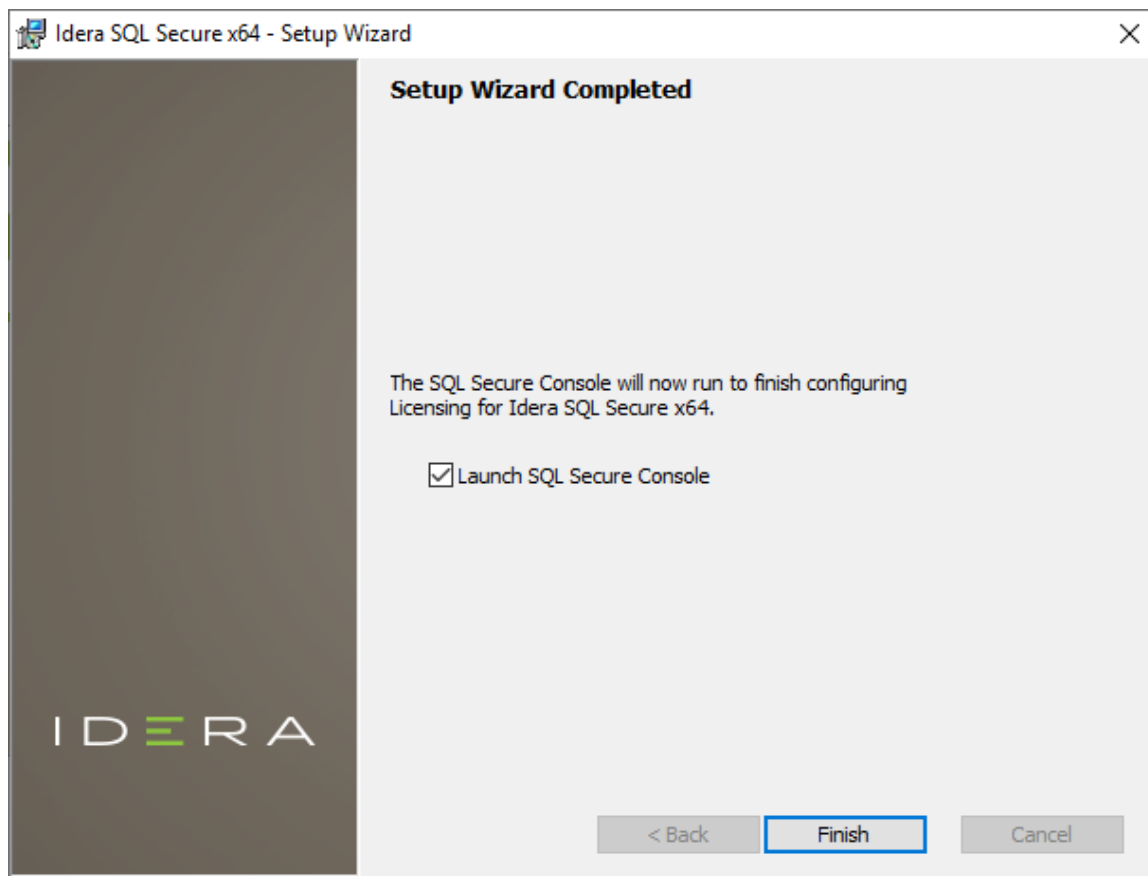 Idera SQL Secure x64 - Setup Wizard
Setup Wizard Completed
The SQL Secure Console will now run to finish configuring
Licensing for Idera SQL Secure x64.
Launch SQL Secure Console
IDERA
< Back
Finish
Cancel